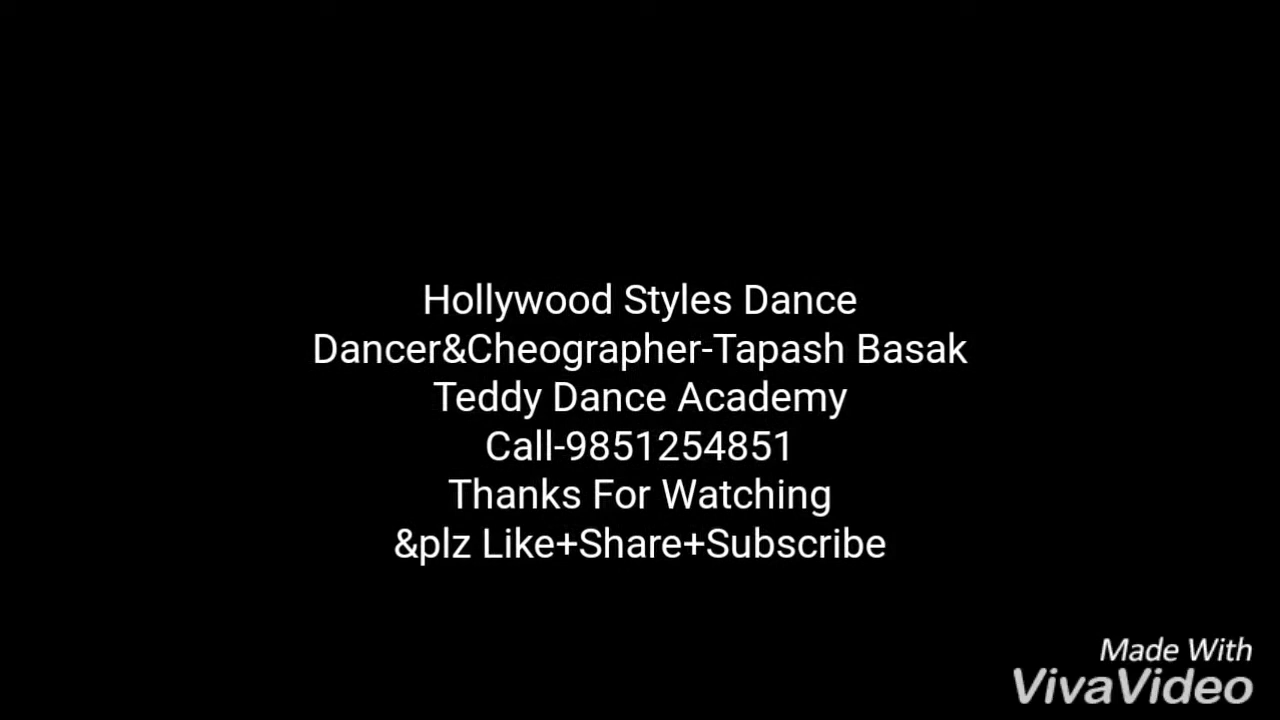 Hollywood Styles Dance
Dancer&Cheographer-Tapash Basak
Teddy Dance Academy
Call-9851254851
Thanks For Watching
&plz Like+Share+Subscribe
Made With
VivaVideo